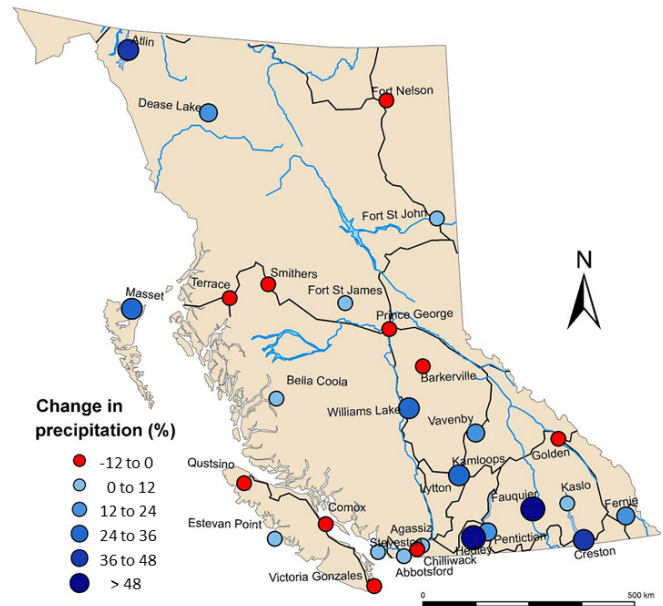 Atlin
Fort Nelson
Dease Lake
Fort St John
N
Smithers
Terrace
Masset
Fort St James
Prince George
Barkerville
Bella Coola
Williams Lake
Vavenby
Change in
precipitation (%)
-12 to 0
0 to 12
12 to 24
24 to 36
36 to 48
> 48
Golden
Qustsino
Kamloops
Lytton
Fauquier
Kaslo
Fernie
Comox
Estevan Point
Agassiz
Steveston
Hedley
Pentiction
Creston
Chilliwack
Abbotsford
Victoria Gonzales
0
500 km